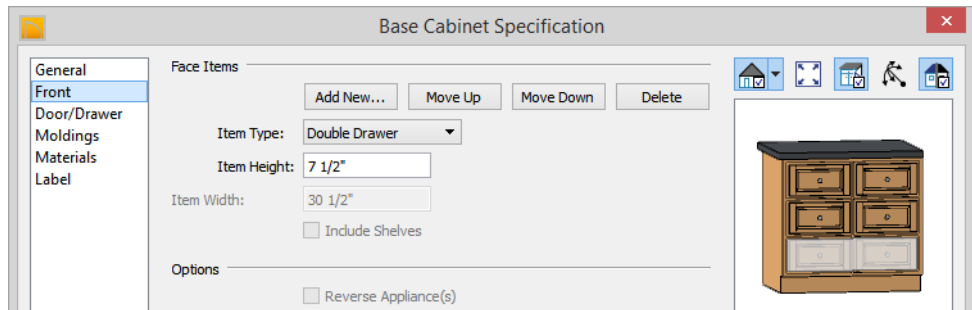 Base Cabinet Specification
General
Front
Door/Drawer
Moldings
Materials
Label
Face Items
Add New... Move Up Move Down Delete
Item Type: Double Drawer
Item Height: 7 1/2"
Item Width: 30 1/2"
Include Shelves
Options
Reverse Appliance(s)